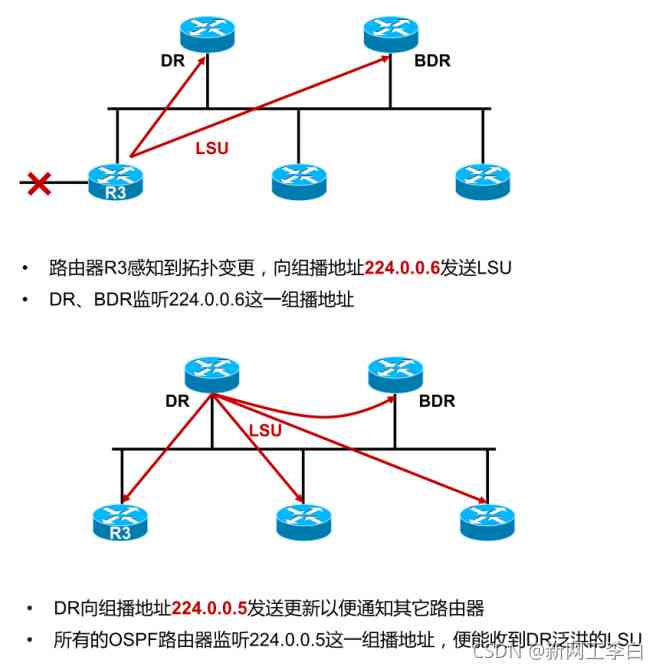 DR
BDR
LSU
R3
• 路由器R3感知到拓扑变更，向组播地址224.0.0.6发送LSU
• DR、BDR监听224.0.0.6这一组播地址
DR
BDR
LSU
R3
• DR向组播地址224.0.0.5发送更新以便通知其它路由器
• 所有的OSPF路由器监听224.0.0.5这一组播地址，便能收到DR泛洪的LSU
CSDN @新网工李白